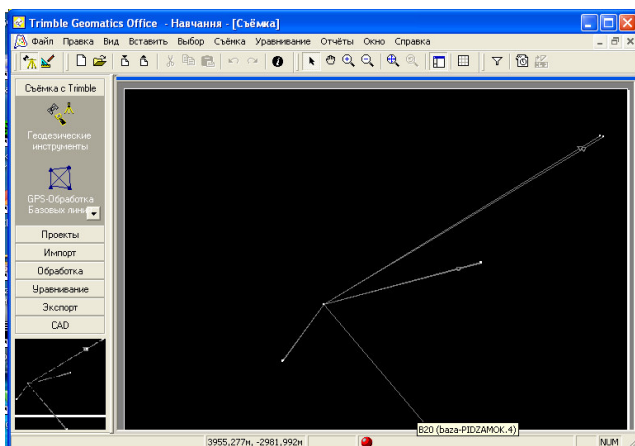 Trimble Geomatics Office - Навчання - [Съёмка]
Файл Правка Вид Вставить Выбор Съёмка Уравнивание Отчёты Окно Справка
Съёмка с Trimble
Геодезические
инструменты
GPS-Обработка
Базовых линий
Проекты
Импорт
Обработка
Уравнивание
Экспорт
CAD
B20 (baza-PIDZAMOK.4)
3955.277м, -2981.992м
NUM